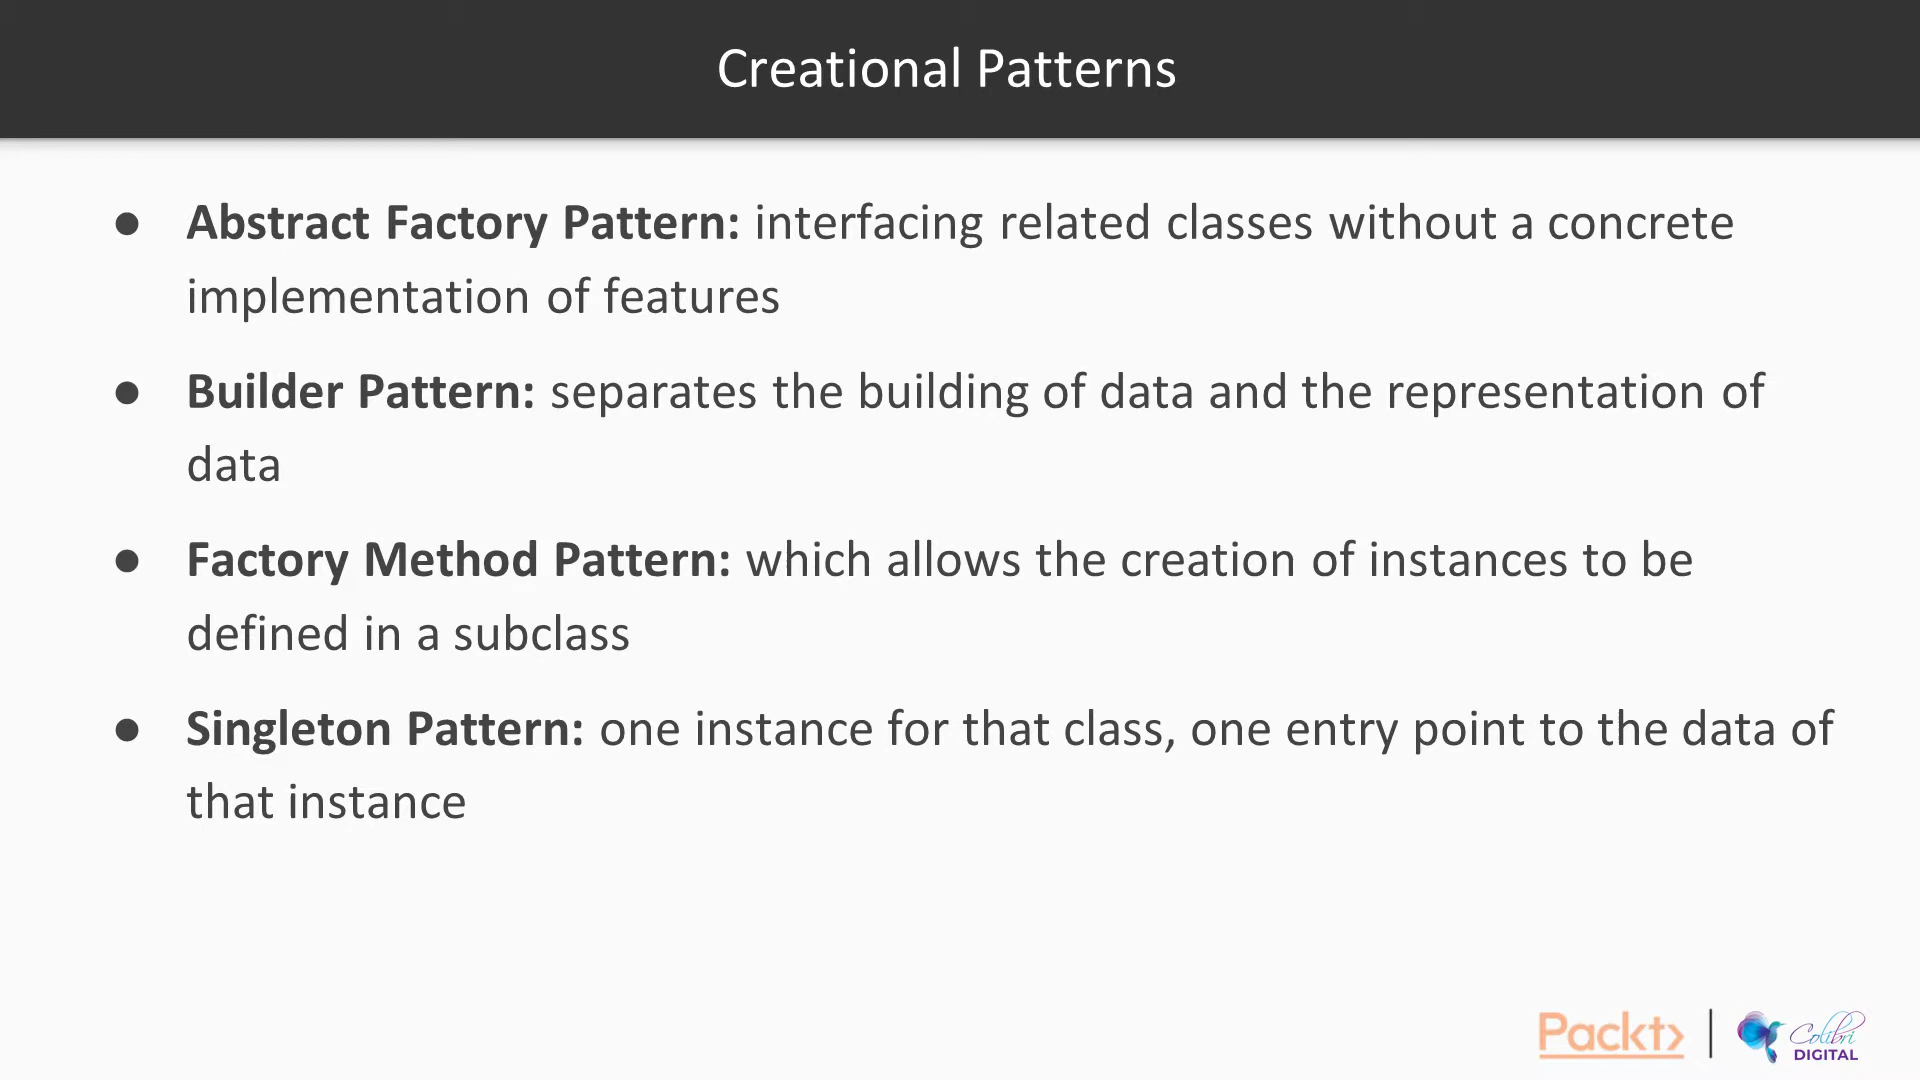 Creational Patterns
● Abstract Factory Pattern: interfacing related classes without a concrete
implementation of features
● Builder Pattern: separates the building of data and the representation of
data
● Factory Method Pattern: which allows the creation of instances to be
defined in a subclass
● Singleton Pattern: one instance for that class, one entry point to the data of
that instance
Packt>
Colibri
DIGITAL